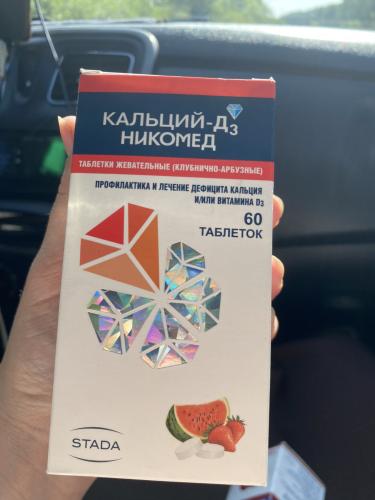 КАЛЬЦИЙ-Д3
НИКОМЕД
ТАБЛЕТКИ ЖЕВАТЕЛЬНЫЕ (КЛУБНИЧНО-АРБУЗНЫЕ)
ПРОФИЛАКТИКА И ЛЕЧЕНИЕ ДЕФИЦИТА КАЛЬЦИЯ
И/ИЛИ ВИТАМИНА D3
60
ТАБЛЕТОК
STADA